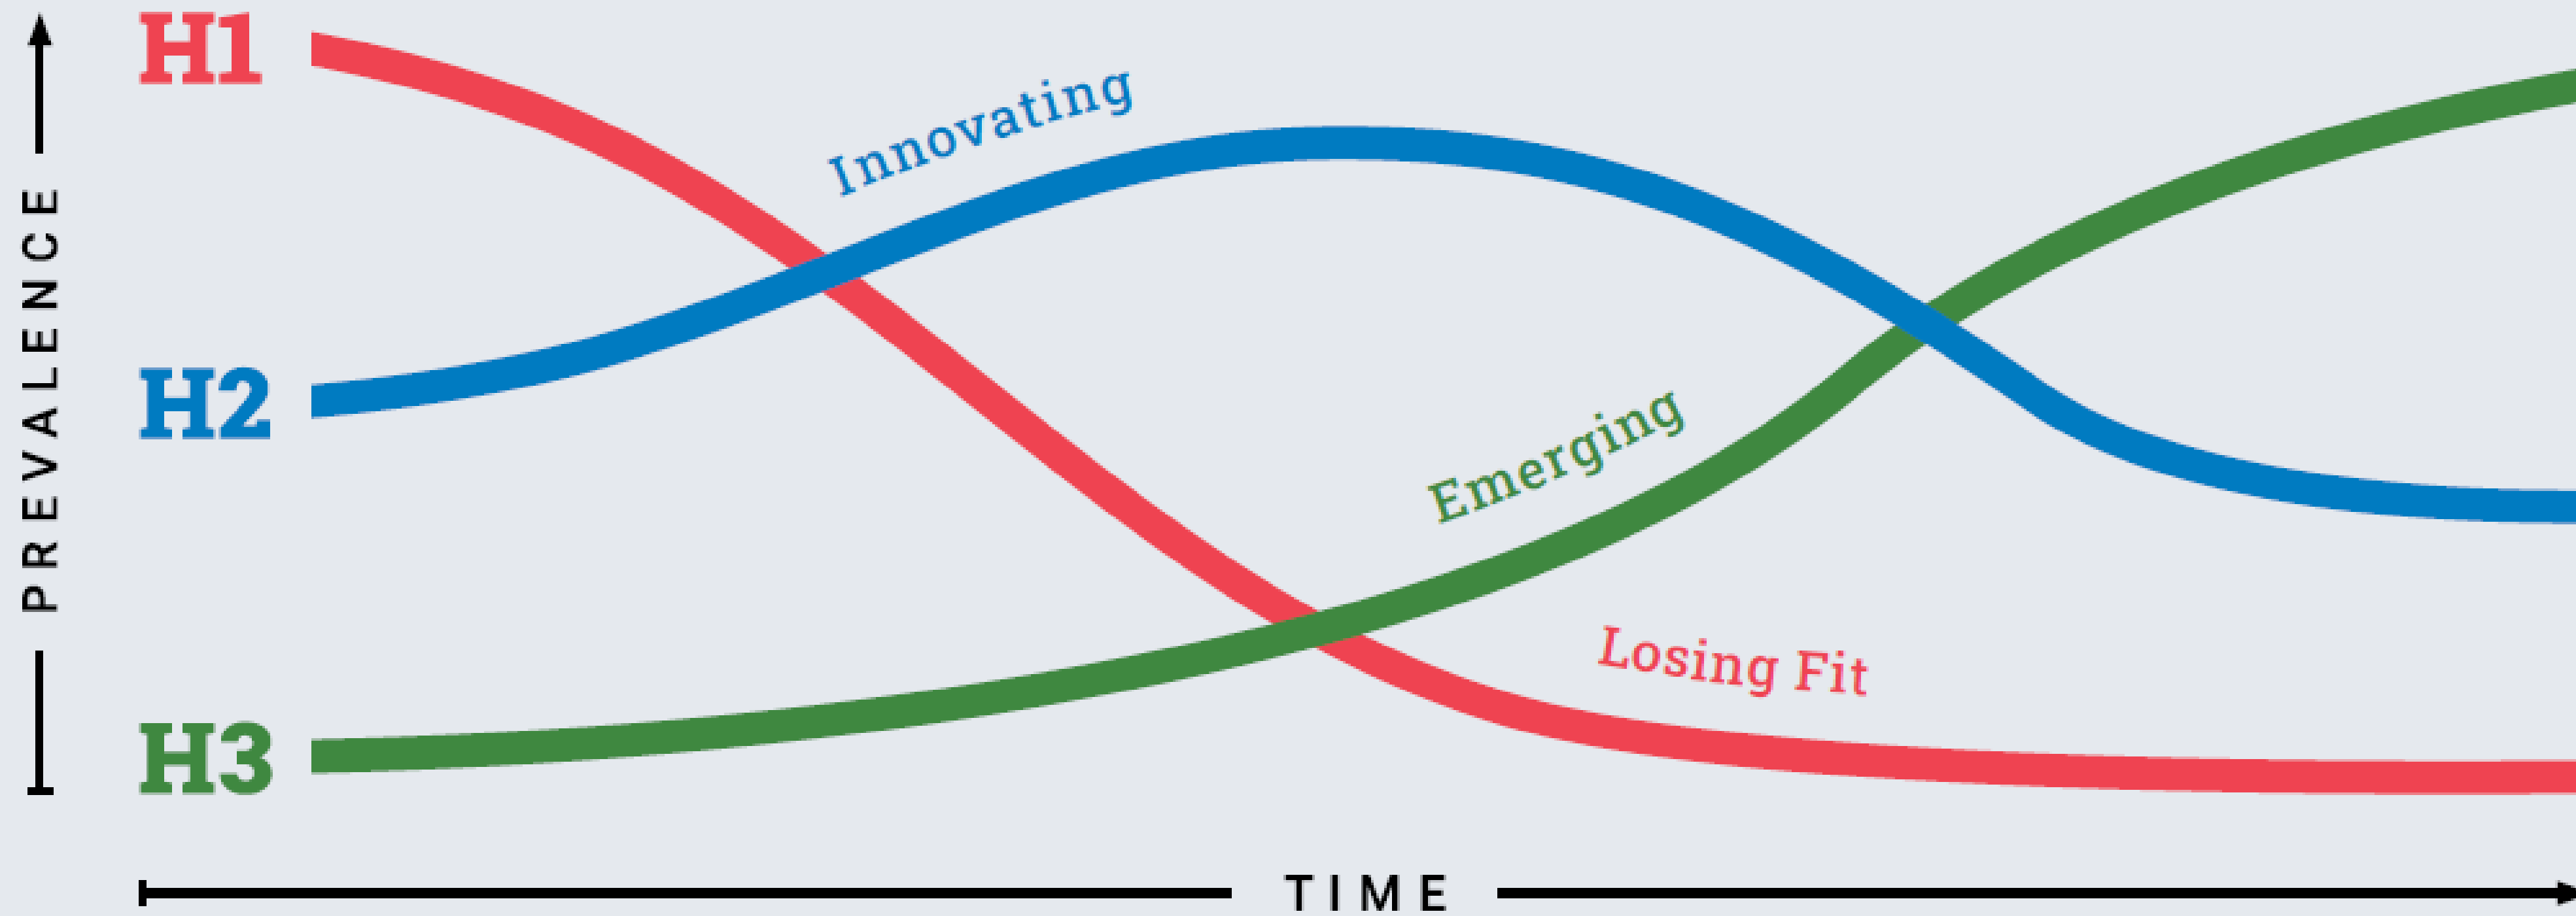 H1
Innovating
PREVALENCE
H2
Emerging
Losing Fit
H3
TIME